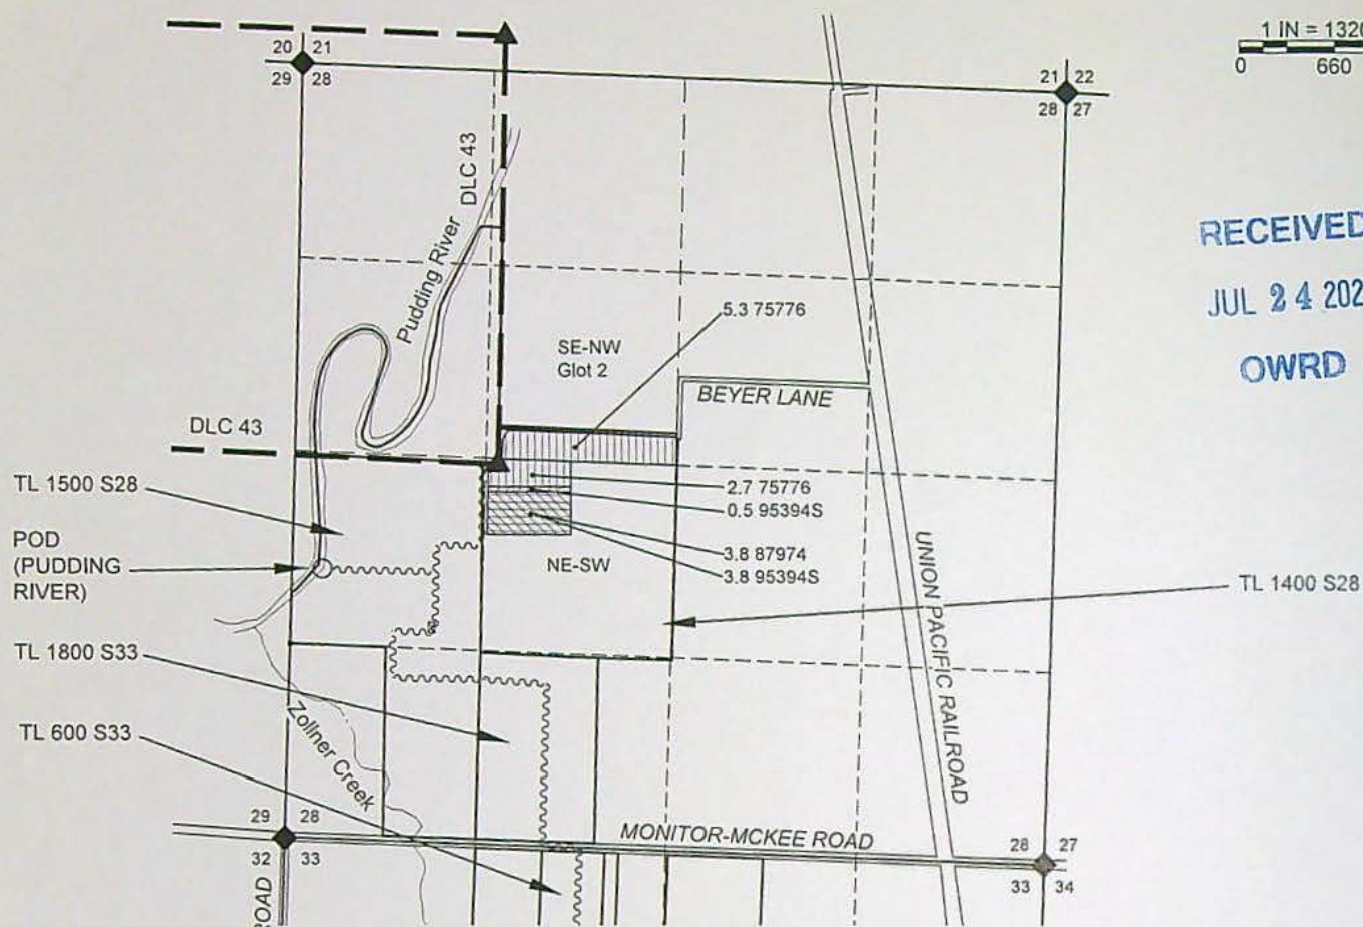 1 IN = 1320
0 660
20 21
29 28
21 22
28 27
DLC 43
Pudding River
RECEIVED
JUL 24 202
OWRD
5.3 75776
SE-NW
Glot 2
BEYER LANE
DLC 43
TL 1500 S28
2.7 75776
0.5 95394S
POD
(PUDDING
RIVER)
3.8 87974
3.8 95394S
NE-SW
UNION PACIFIC RAILROAD
TL 1400 S28
TL 1800 S33
TL 600 S33
Zollner Creek
29 28
32 33
MONITOR-MCKEE ROAD
28 27
33 34
ROAD